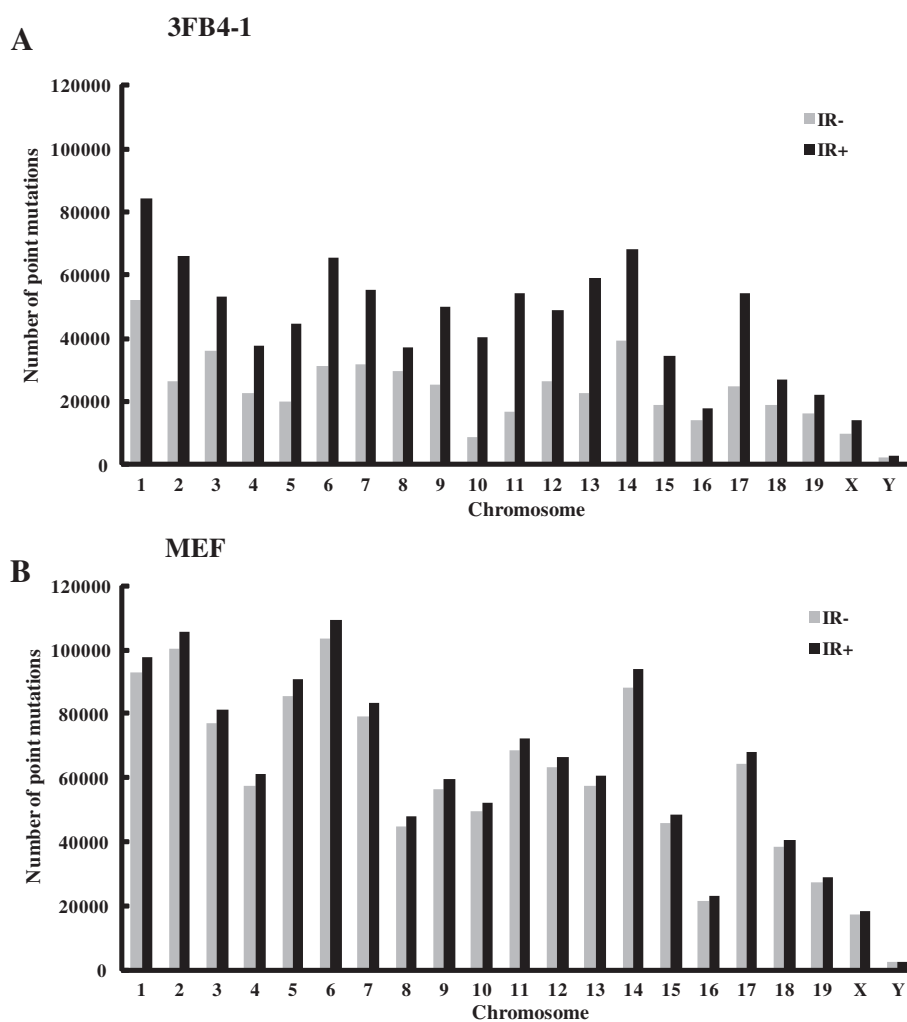 A
3FB4-1
Number of point mutations
120000
100000
80000
60000
40000
20000
0
IR-
IR+
1 2 3 4 5 6 7 8 9 10 11 12 13 14 15 16 17 18 19 X Y
Chromosome
MEF
B
Number of point mutations
120000
100000
80000
60000
40000
20000
0
IR-
IR+
1 2 3 4 5 6 7 8 9 10 11 12 13 14 15 16 17 18 19 X Y
Chromosome